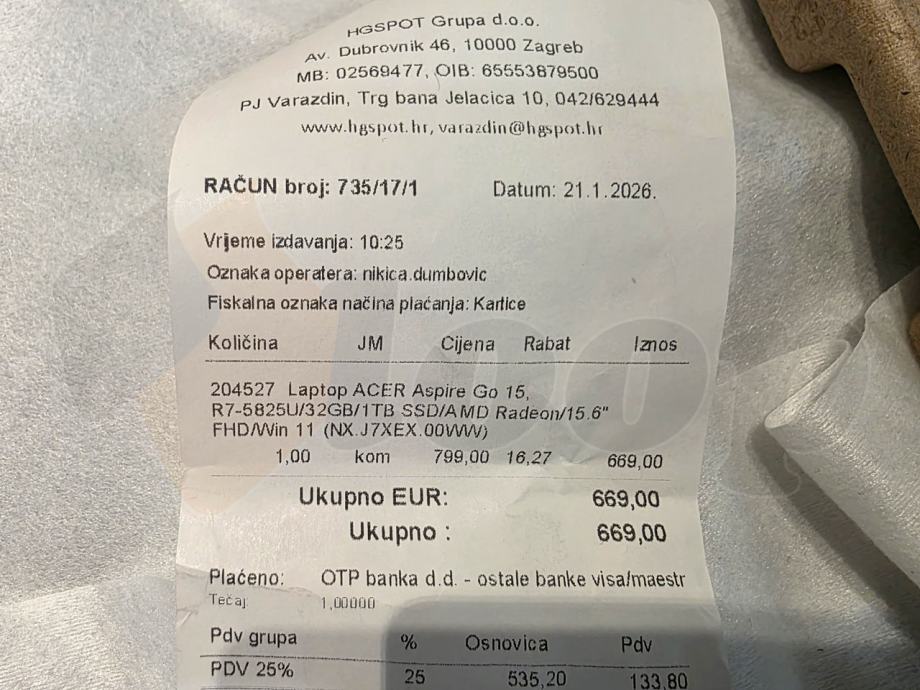 HGSPOT Grupa d.o.o.
Av. Dubrovnik 46, 10000 Zagreb
MB: 02569477, OIB: 65553879500
PJ Varazdin, Trg bana Jelacica 10, 042/629444
www.hgspot.hr, varazdin@hgspot.hr
RAČUN broj: 735/17/1 Datum: 21.1.2026.
Vrijeme izdavanja: 10:25
Oznaka operatera: nikica.dumbovic
Fiskalna oznaka načina plaćanja: Kartice
Količina JM Cijena Rabat Iznos
204527 Laptop ACER Aspire Go 15,
R7-5825U/32GB/1TB SSD/AMD Radeon/15.6"
FHD/Win 11 (NX.J7XEX.00WW)
1,00 kom 799,00 16,27 669,00
Ukupno EUR: 669,00
Ukupno : 669,00
Plaćeno: OTP banka d.d. - ostale banke visa/maestr
Tečaj: 1,00000
Pdv grupa % Osnovica Pdv
PDV 25% 25 535,20 133,80